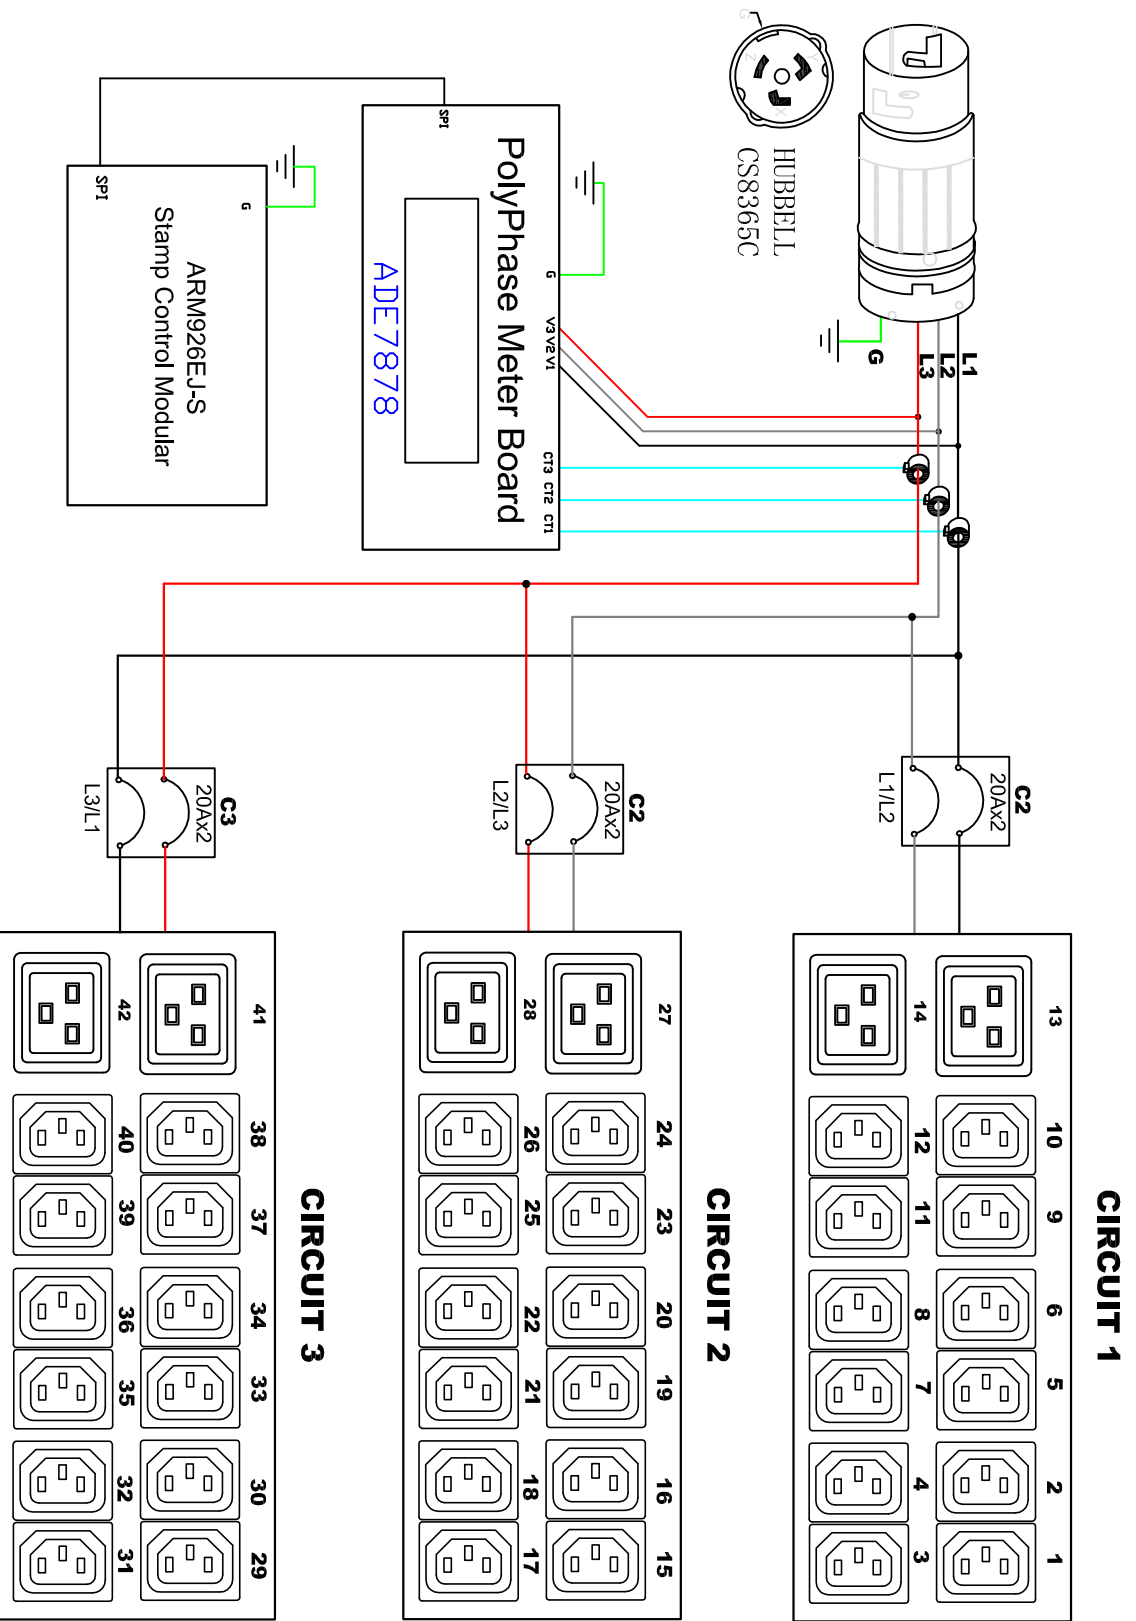 HUBBELL
CS8365C
G
Z
Y
X
L1
L2
L3
G
PolyPhase Meter Board
ADE7878
SPI
G
V3 V2 V1
CT3 CT2 CT1
ARM926EJ-S
Stamp Control Modular
SPI
G
C2
20Ax2
L1/L2
C2
20Ax2
L2/L3
C3
20Ax2
L3/L1
CIRCUIT 1
13 10 9 6 5 2 1
14 12 11 8 7 4 3
CIRCUIT 2
27 24 23 20 19 16 15
28 26 25 22 21 18 17
CIRCUIT 3
41 38 37 34 33 30 29
42 40 39 36 35 32 31